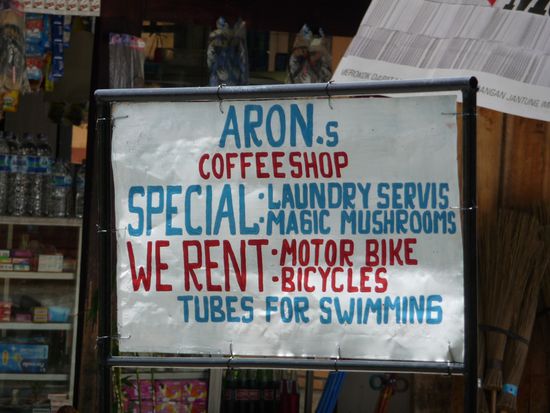 ARON.s
COFFEESHOP
SPECIAL: LAUNDRY SERVIS
MAGIC MUSHROOMS
WE RENT: MOTOR BIKE
BICYCLES
TUBES FOR SWIMMING